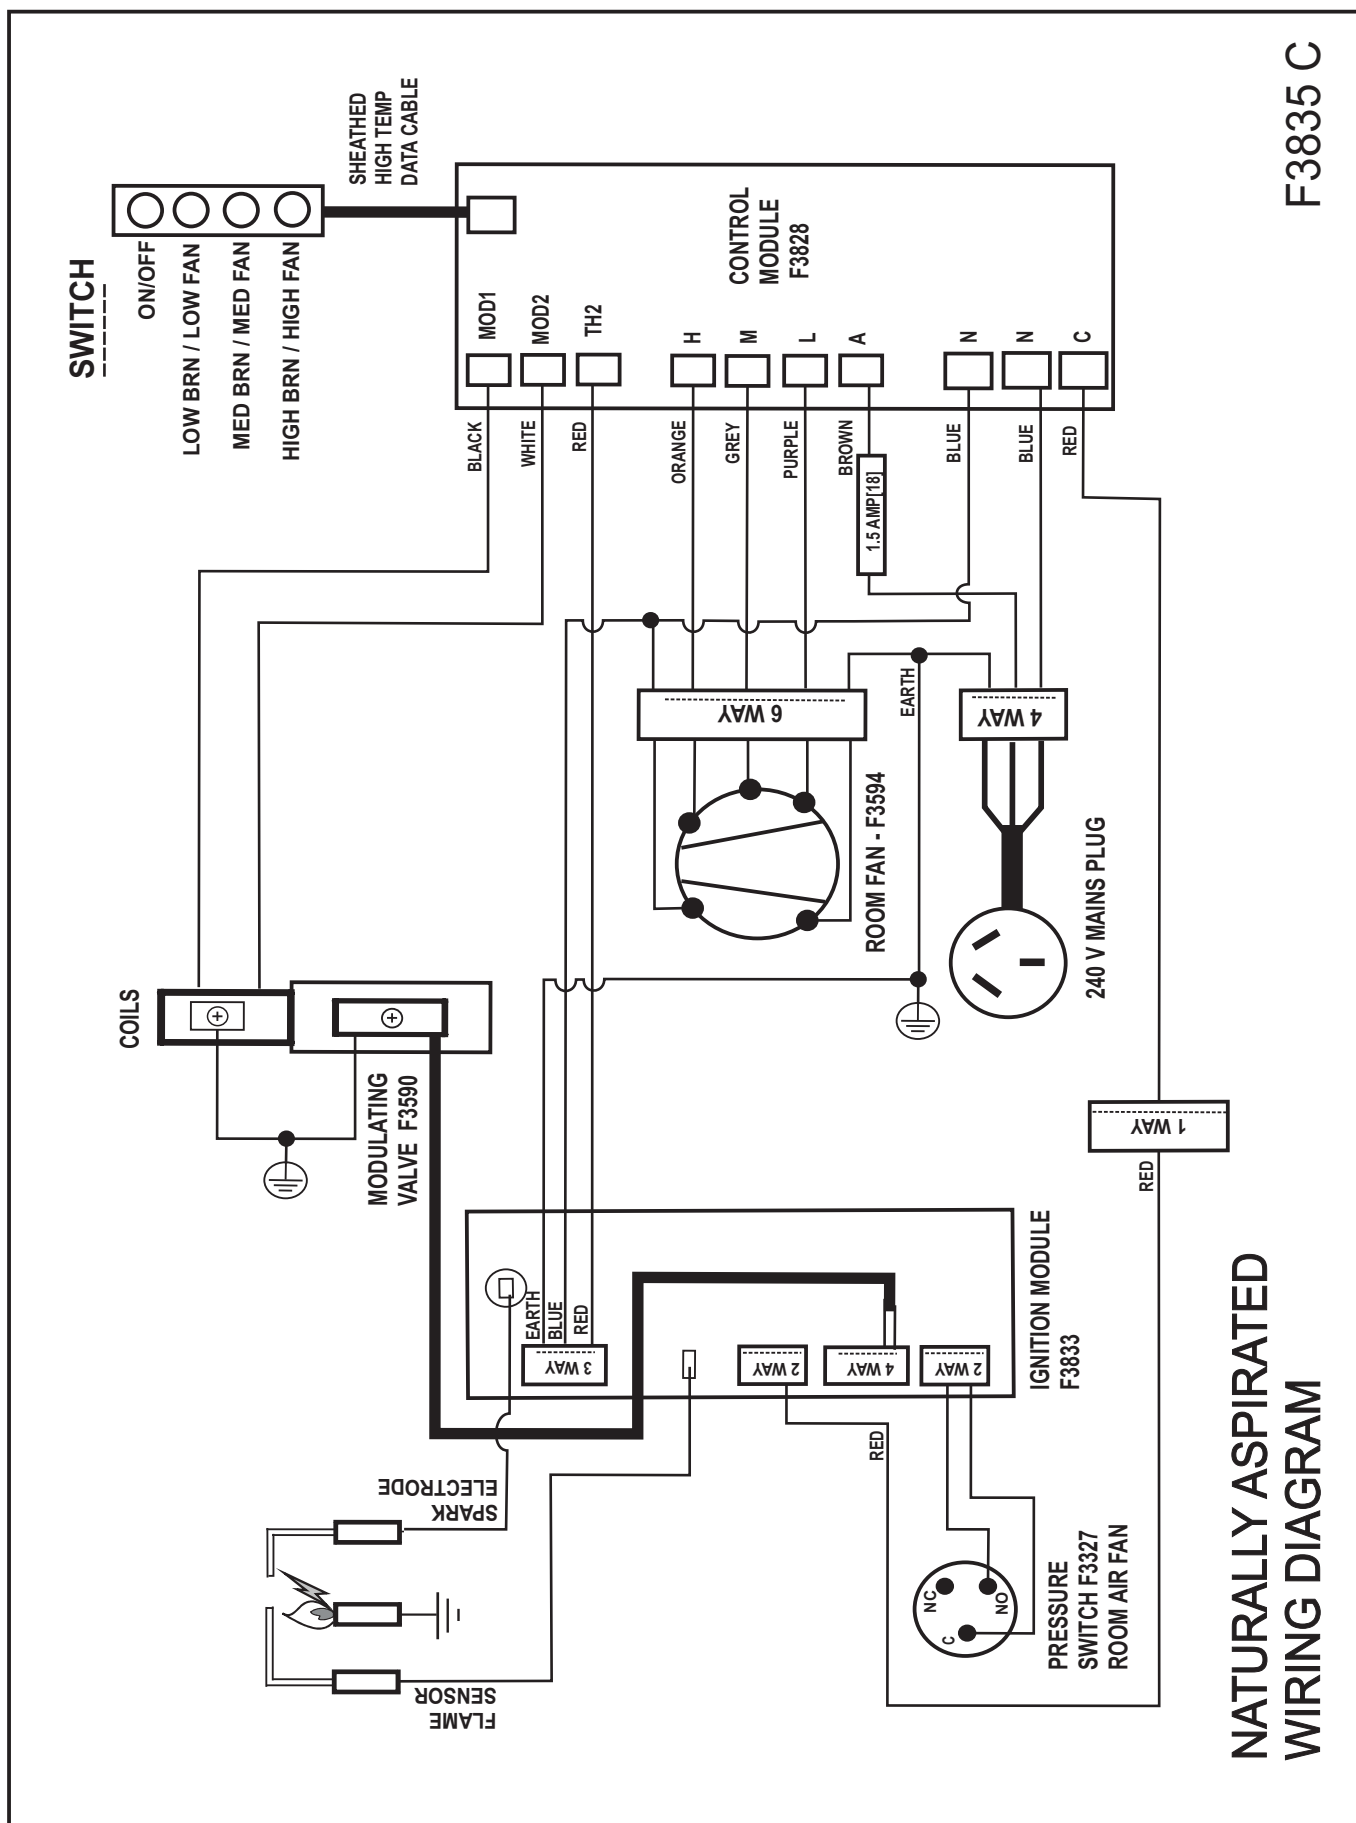 F3835 C
SWITCH
ON/OFF
LOW BRN / LOW FAN
MED BRN / MED FAN
HIGH BRN / HIGH FAN
SHEATHED
HIGH TEMP
DATA CABLE
CONTROL
MODULE
F3828
MOD1
MOD2
TH2
H
M
L
A
N
N
C
BLACK
WHITE
RED
ORANGE
GREY
PURPLE
BROWN
BLUE
BLUE
RED
1.5 AMP[18]
6 WAY
EARTH
4 WAY
ROOM FAN - F3594
240 V MAINS PLUG
COILS
MODULATING
VALVE F3590
1 WAY
RED
EARTH
BLUE
RED
3 WAY
2 WAY
4 WAY
2 WAY
IGNITION MODULE
F3833
RED
SPARK
ELECTRODE
FLAME
SENSOR
NC
NO
C
PRESSURE
SWITCH F3327
ROOM AIR FAN
NATURALLY ASPIRATED
WIRING DIAGRAM